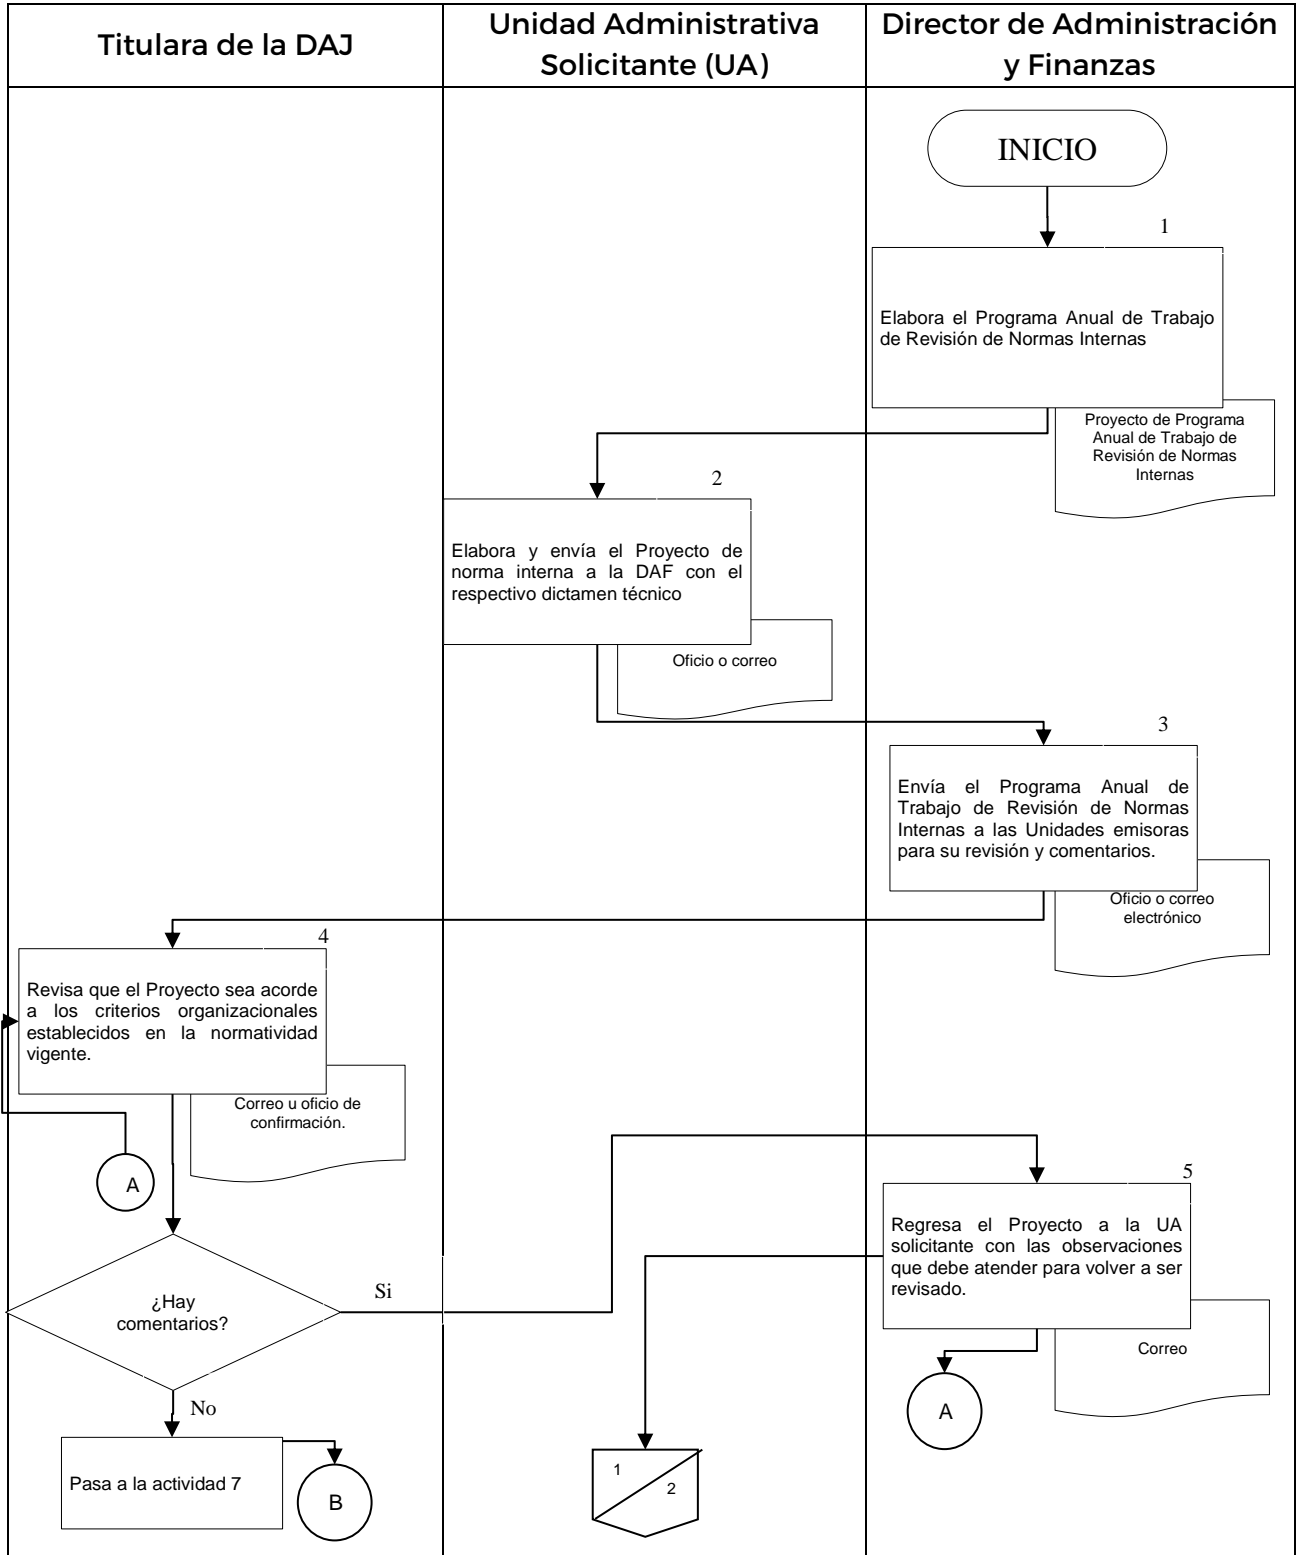 Titulara de la DAJ
Unidad Administrativa
Solicitante (UA)
Director de Administración
y Finanzas
INICIO
1
Elabora el Programa Anual de Trabajo
de Revisión de Normas Internas
Proyecto de Programa
Anual de Trabajo de
Revisión de Normas
Internas
2
Elabora y envía el Proyecto de
norma interna a la DAF con el
respectivo dictamen técnico
Oficio o correo
3
Envía el Programa Anual de
Trabajo de Revisión de Normas
Internas a las Unidades emisoras
para su revisión y comentarios.
Oficio o correo
electrónico
4
Revisa que el Proyecto sea acorde
a los criterios organizacionales
establecidos en la normatividad
vigente.
Correo u oficio de
confirmación.
A
5
Regresa el Proyecto a la UA
solicitante con las observaciones
que debe atender para volver a ser
revisado.
Correo
A
¿Hay
comentarios?
Si
No
Pasa a la actividad 7
B
1
2